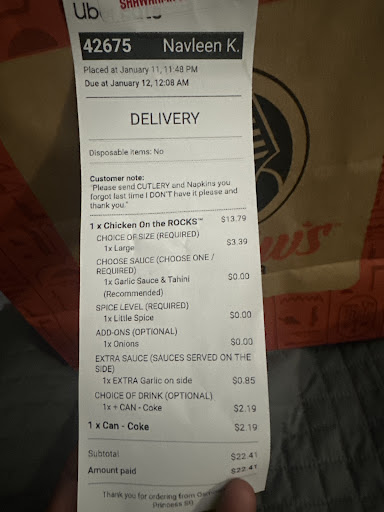 Ub
SHAWARMA
42675 Navleen K.
Placed at January 11, 11:48 PM
Due at January 12, 12:08 AM
DELIVERY
Disposable items: No
Customer note:
"Please send CUTLERY and Napkins you
forgot last time I DON'T have it please and
thank you."
1 x Chicken On the ROCKS™ $13.79
CHOICE OF SIZE (REQUIRED)
1x Large $3.39
CHOOSE SAUCE (CHOOSE ONE /
REQUIRED)
1x Garlic Sauce & Tahini $0.00
(Recommended)
SPICE LEVEL (REQUIRED)
1x Little Spice $0.00
ADD-ONS (OPTIONAL)
1x Onions $0.00
EXTRA SAUCE (SAUCES SERVED ON THE
SIDE)
1x EXTRA Garlic on side $0.85
CHOICE OF DRINK (OPTIONAL)
1x + CAN - Coke $2.19
1 x Can - Coke $2.19
Subtotal $22.41
Amount paid $22.41
Thank you for ordering from
Princess St)